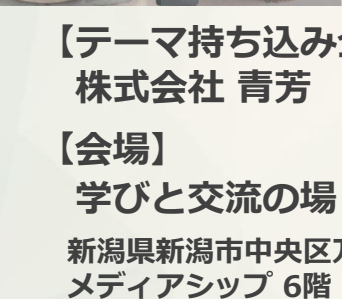 【テーマ持ち込み
株式会社 青芳
【会場】
学びと交流の場
新潟県新潟市中央区
メディアシップ 6階